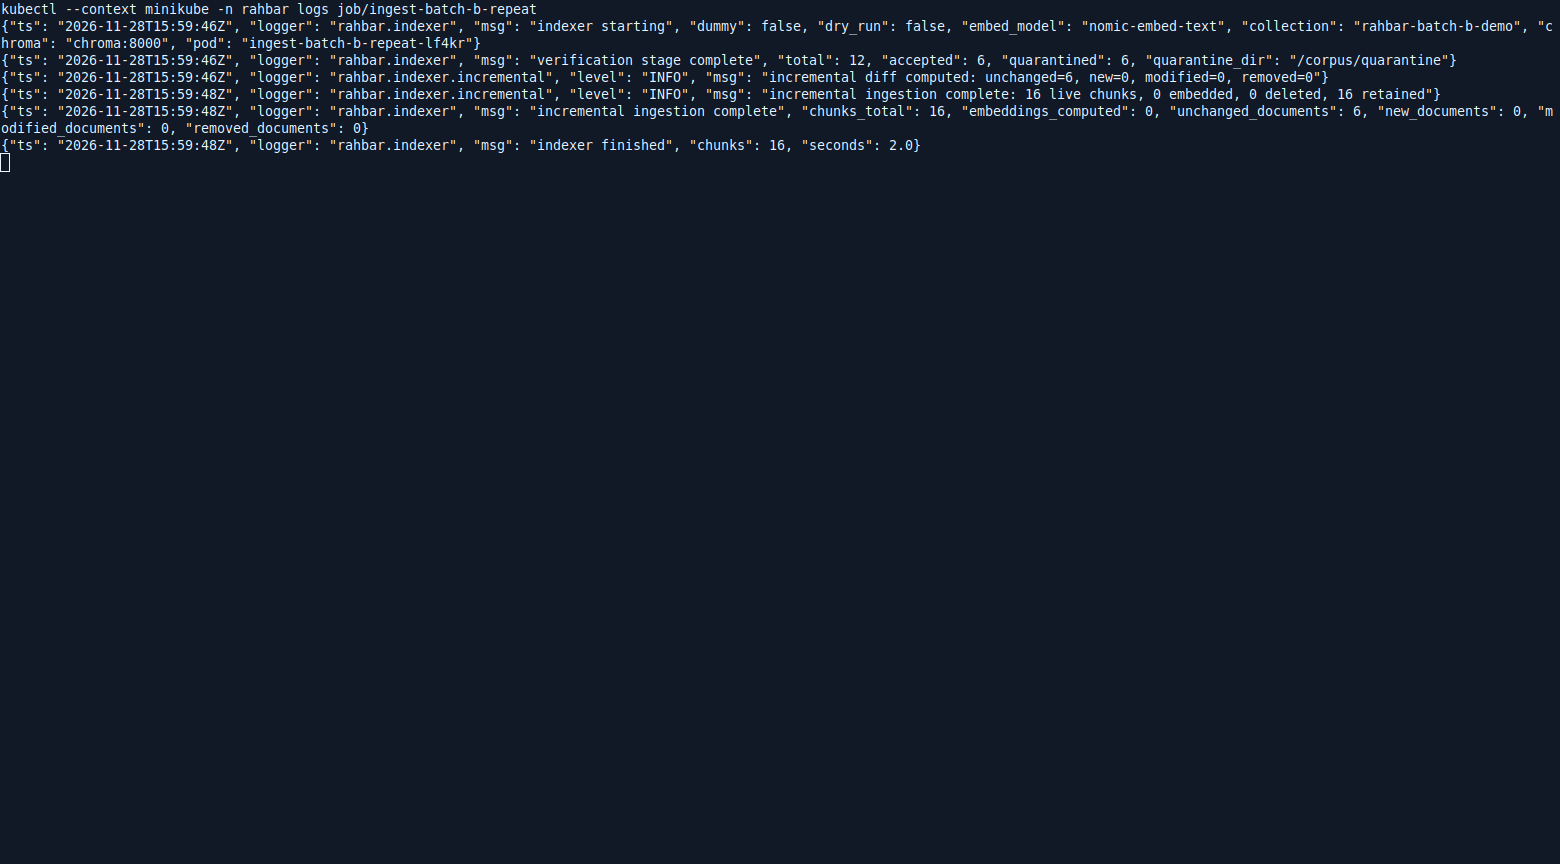 kubectl --context minikube -n rahbar logs job/ingest-batch-b-repeat
{"ts": "2026-11-28T15:59:46Z", "logger": "rahbar.indexer", "msg": "indexer starting", "dummy": false, "dry_run": false, "embed_model": "nomic-embed-text", "collection": "rahbar-batch-b-demo", "c
hroma": "chroma:8000", "pod": "ingest-batch-b-repeat-lf4kr"}
{"ts": "2026-11-28T15:59:46Z", "logger": "rahbar.indexer", "msg": "verification stage complete", "total": 12, "accepted": 6, "quarantined": 6, "quarantine_dir": "/corpus/quarantine"}
{"ts": "2026-11-28T15:59:46Z", "logger": "rahbar.indexer.incremental", "level": "INFO", "msg": "incremental diff computed: unchanged=6, new=0, modified=0, removed=0"}
{"ts": "2026-11-28T15:59:48Z", "logger": "rahbar.indexer.incremental", "level": "INFO", "msg": "incremental ingestion complete: 16 live chunks, 0 embedded, 0 deleted, 16 retained"}
{"ts": "2026-11-28T15:59:48Z", "logger": "rahbar.indexer", "msg": "incremental ingestion complete", "chunks_total": 16, "embeddings_computed": 0, "unchanged_documents": 6, "new_documents": 0, "m
odified_documents": 0, "removed_documents": 0}
{"ts": "2026-11-28T15:59:48Z", "logger": "rahbar.indexer", "msg": "indexer finished", "chunks": 16, "seconds": 2.0}